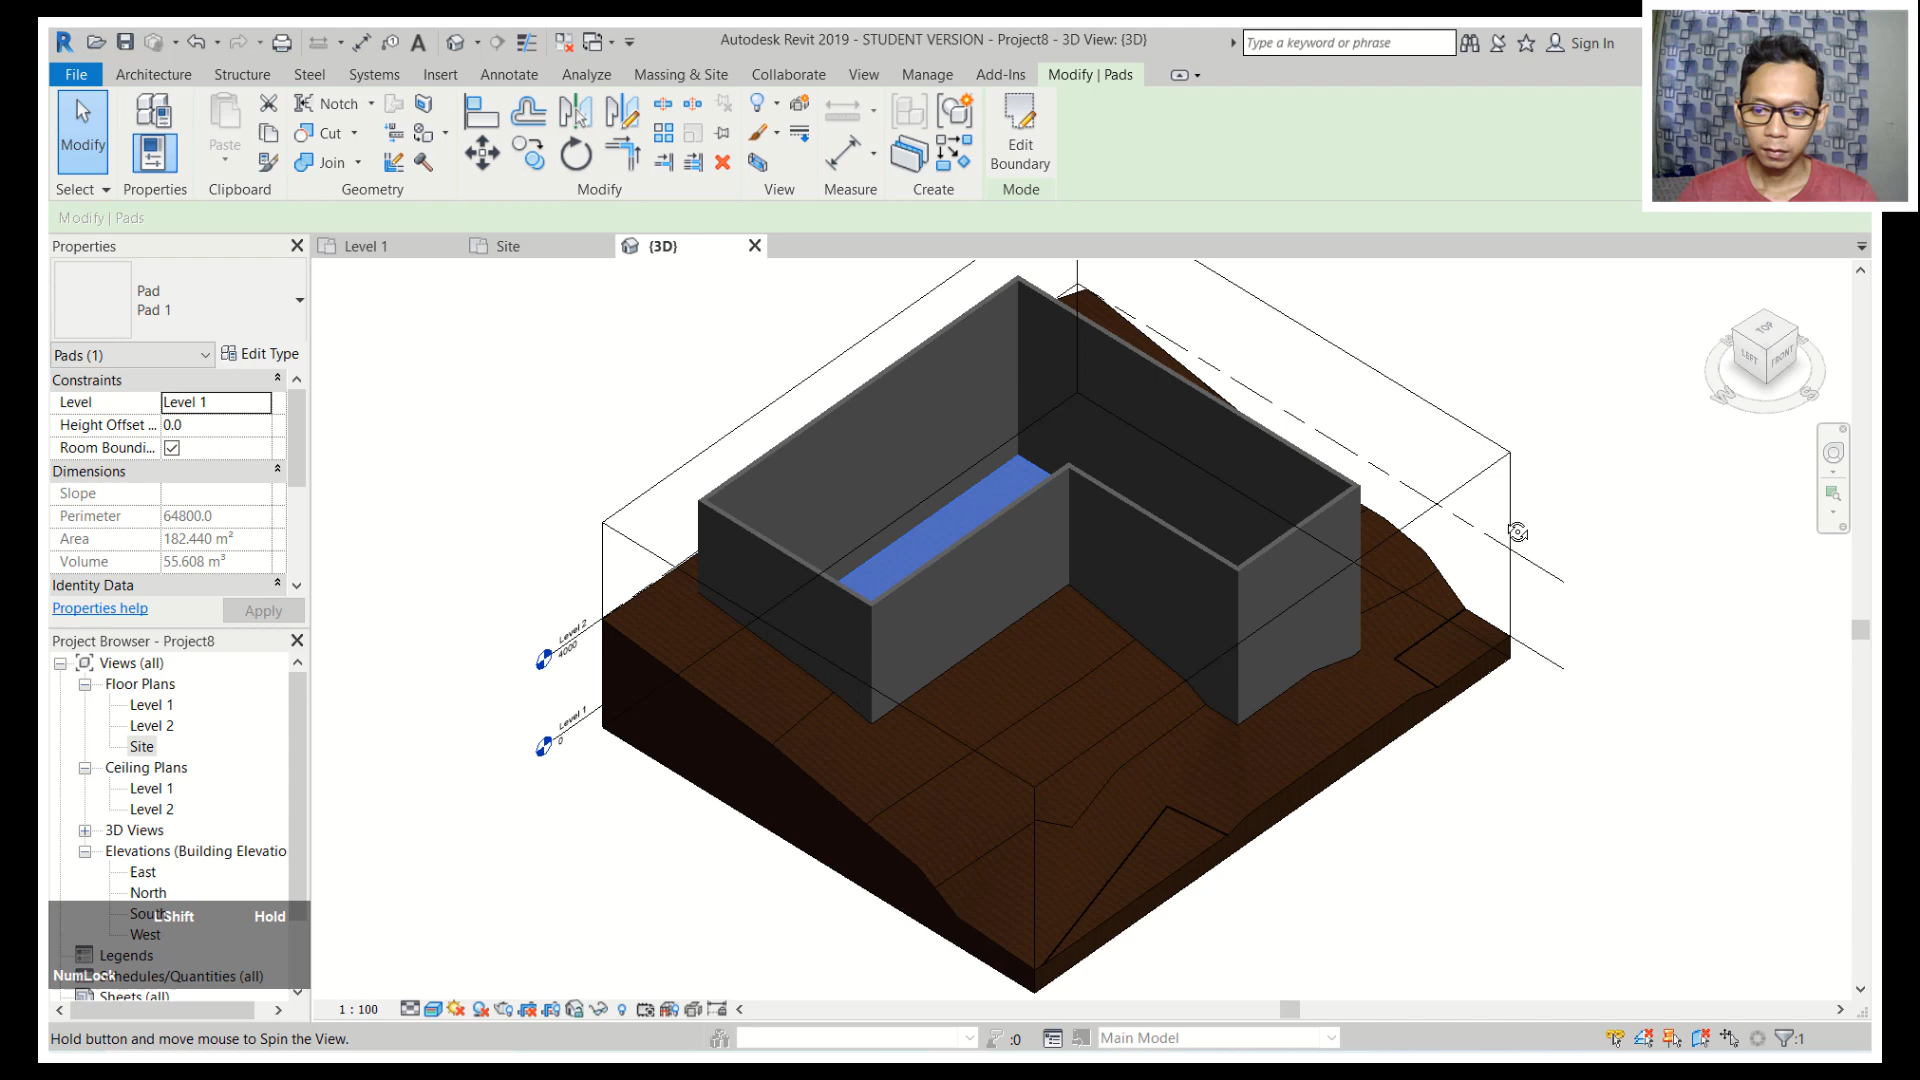 Autodesk Revit 2019 - STUDENT VERSION - Project8 - 3D View: {3D}
Type a keyword or phrase
Sign In
File Architecture Structure Steel Systems Insert Annotate Analyze Massing & Site Collaborate View Manage Add-Ins Modify | Pads
Modify
Paste
Notch
Cut
Join
Edit
Boundary
Select Properties Clipboard Geometry Modify View Measure Create Mode
Modify | Pads
Properties
Level 1
Site
{3D}
Pad
Pad 1
Pads (1)
Edit Type
Constraints
Level Level 1
Height Offset ... 0.0
Room Boundi...
Dimensions
Slope
Perimeter 64800.0
Area 182.440 m²
Volume 55.608 m³
Identity Data
Properties help
Apply
Project Browser - Project8
Views (all)
Floor Plans
Level 1
Level 2
Site
Ceiling Plans
Level 1
Level 2
3D Views
Elevations (Building Elevatio
East
North
South
LShift Hold
West
Legends
NumLock
Schedules/Quantities (all)
Sheets (all)
Level 2
4000
Level 1
0
TOP
LEFT
FRONT
W
S
1 : 100
Hold button and move mouse to Spin the View.
:0
Main Model
:1